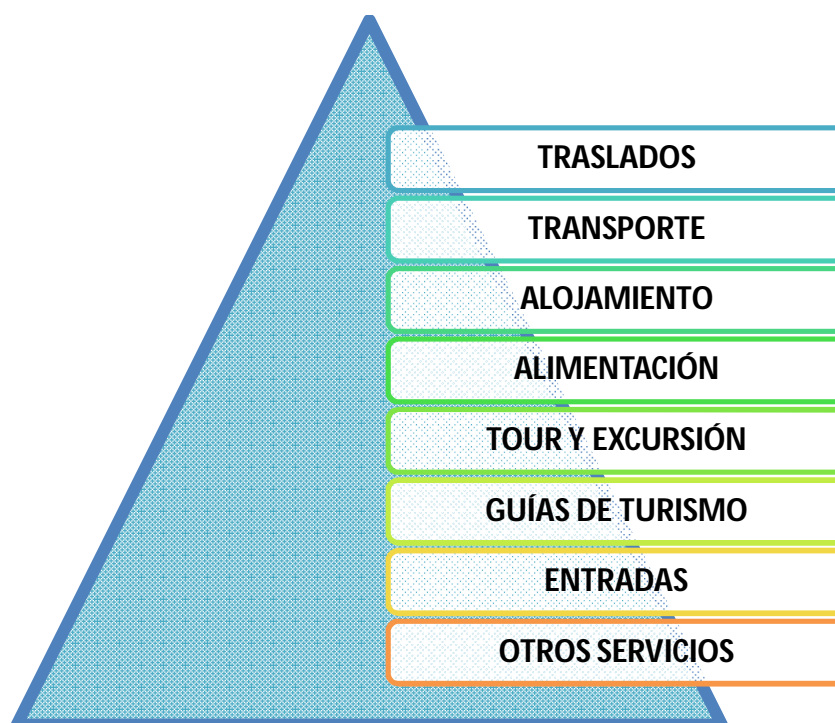 TRASLADOS
TRANSPORTE
ALOJAMIENTO
ALIMENTACIÓN
TOUR Y EXCURSIÓN
GUÍAS DE TURISMO
ENTRADAS
OTROS SERVICIOS